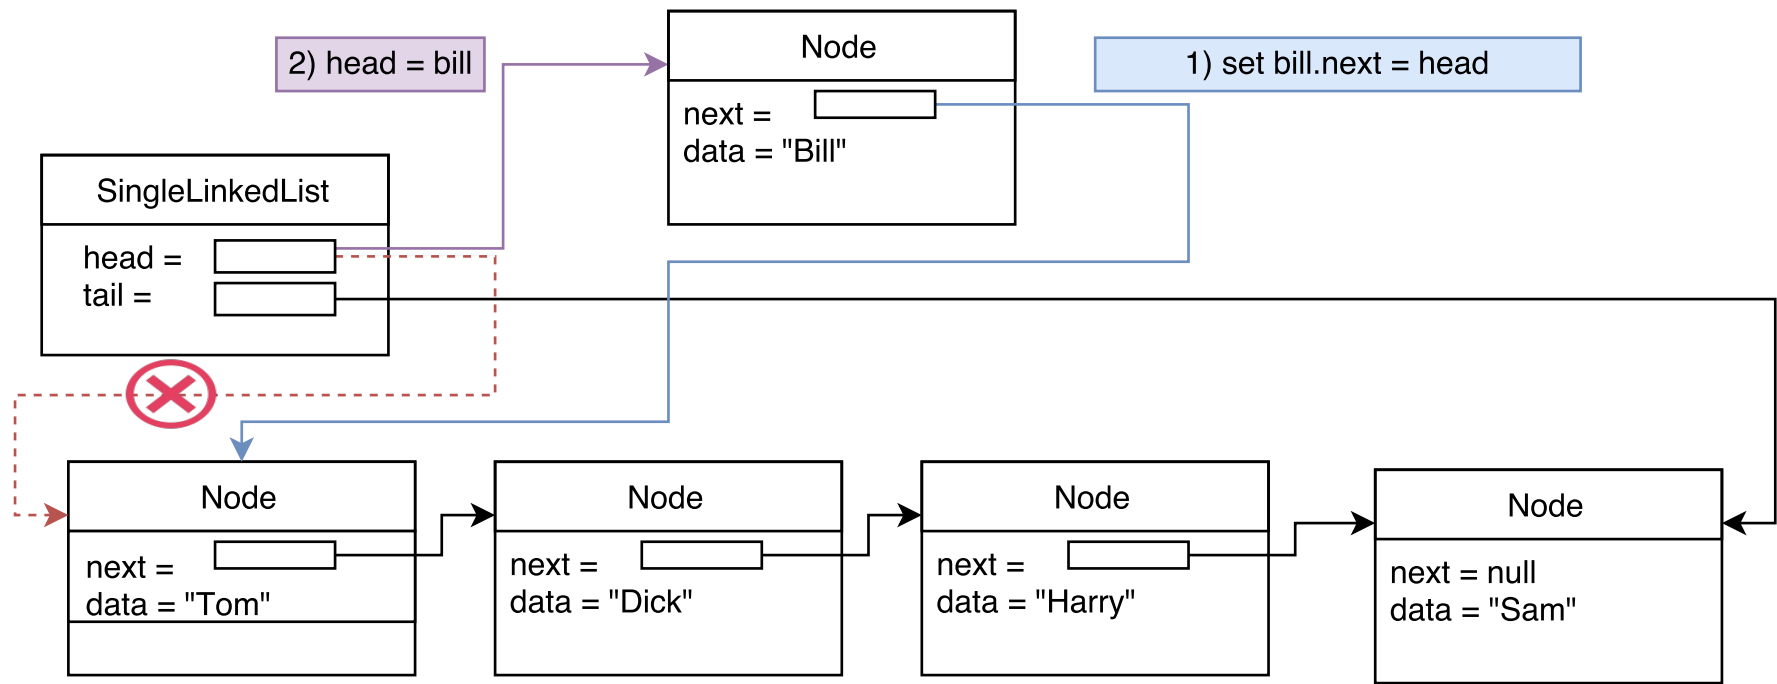 Node
2) head = bill
1) set bill.next = head
next =
data = "Bill"
SingleLinkedList
head =
tail =
Node
next =
data = "Tom"
Node
next =
data = "Dick"
Node
next =
data = "Harry"
Node
next = null
data = "Sam"